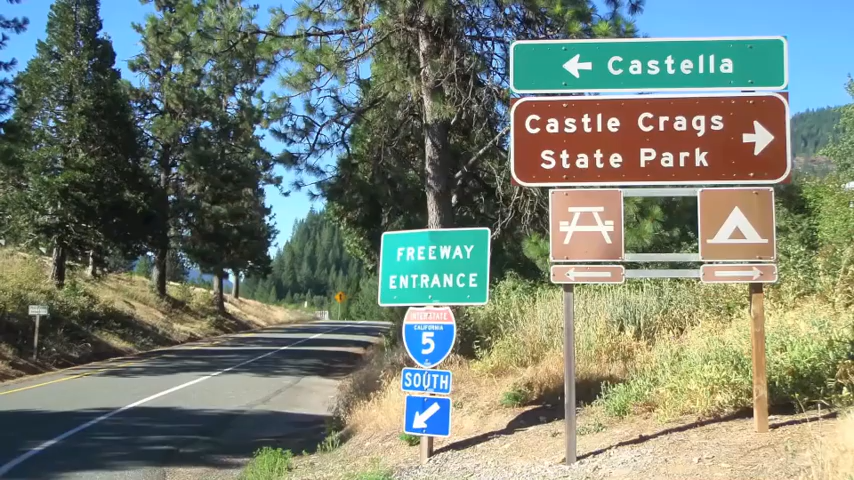 Castella
Castle Crags
State Park
FREEWAY
ENTRANCE
INTERSTATE
CALIFORNIA
5
SOUTH